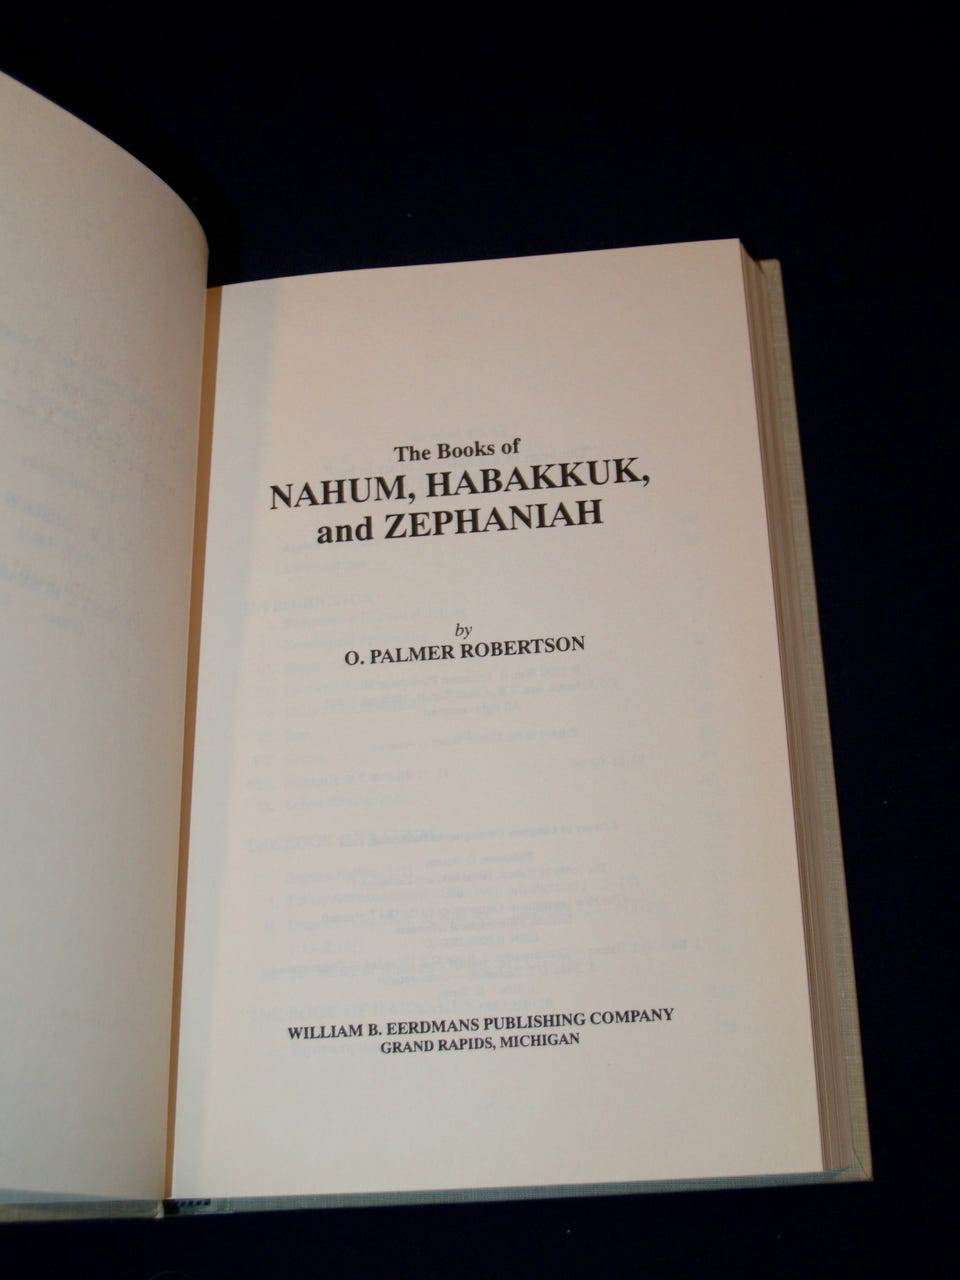 The Books of
NAHUM, HABAKKUK,
and ZEPHANIAH
by
O. PALMER ROBERTSON
WILLIAM B. EERDMANS PUBLISHING COMPANY
GRAND RAPIDS, MICHIGAN